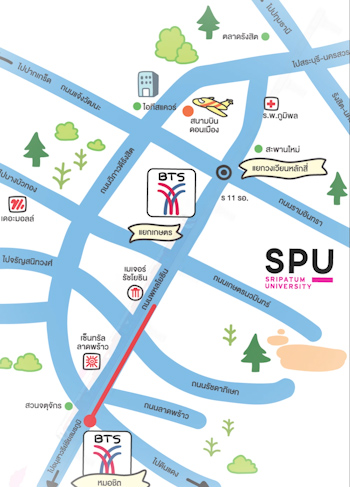 ไปปทุมธานี
ตลาดรังสิต
ไปสระบุรี-นครสวรรค์
ไปปากเกร็ด
ถนนแจ้งวัฒนะ
ไอทีสแควร์
สนามบิน
ดอนเมือง
ร.พ.ภูมิพล
สะพานใหม่
แยกวงเวียนหลักสี่
ถนนวิภาวดีรังสิต
ไปบางบัวทอง
เดอะมอลล์
BTS
ร 11 รอ.
ถนนรามอินทรา
แยกเกษตร
ไปจรัญสนิทวงศ์
เมเจอร์
รัชโยธิน
ถนนพหลโยธิน
ถนนเกษตรนวมินทร์
SPU
SRIPATUM
UNIVERSITY
เซ็นทรัล
ลาดพร้าว
ถนนรัชดาภิเษก
สวนจตุจักร
ถนนลาดพร้าว
BTS
หมอชิต
ไปดินแดง
ไปอนุสาวรีย์ชัยสมรภูมิ